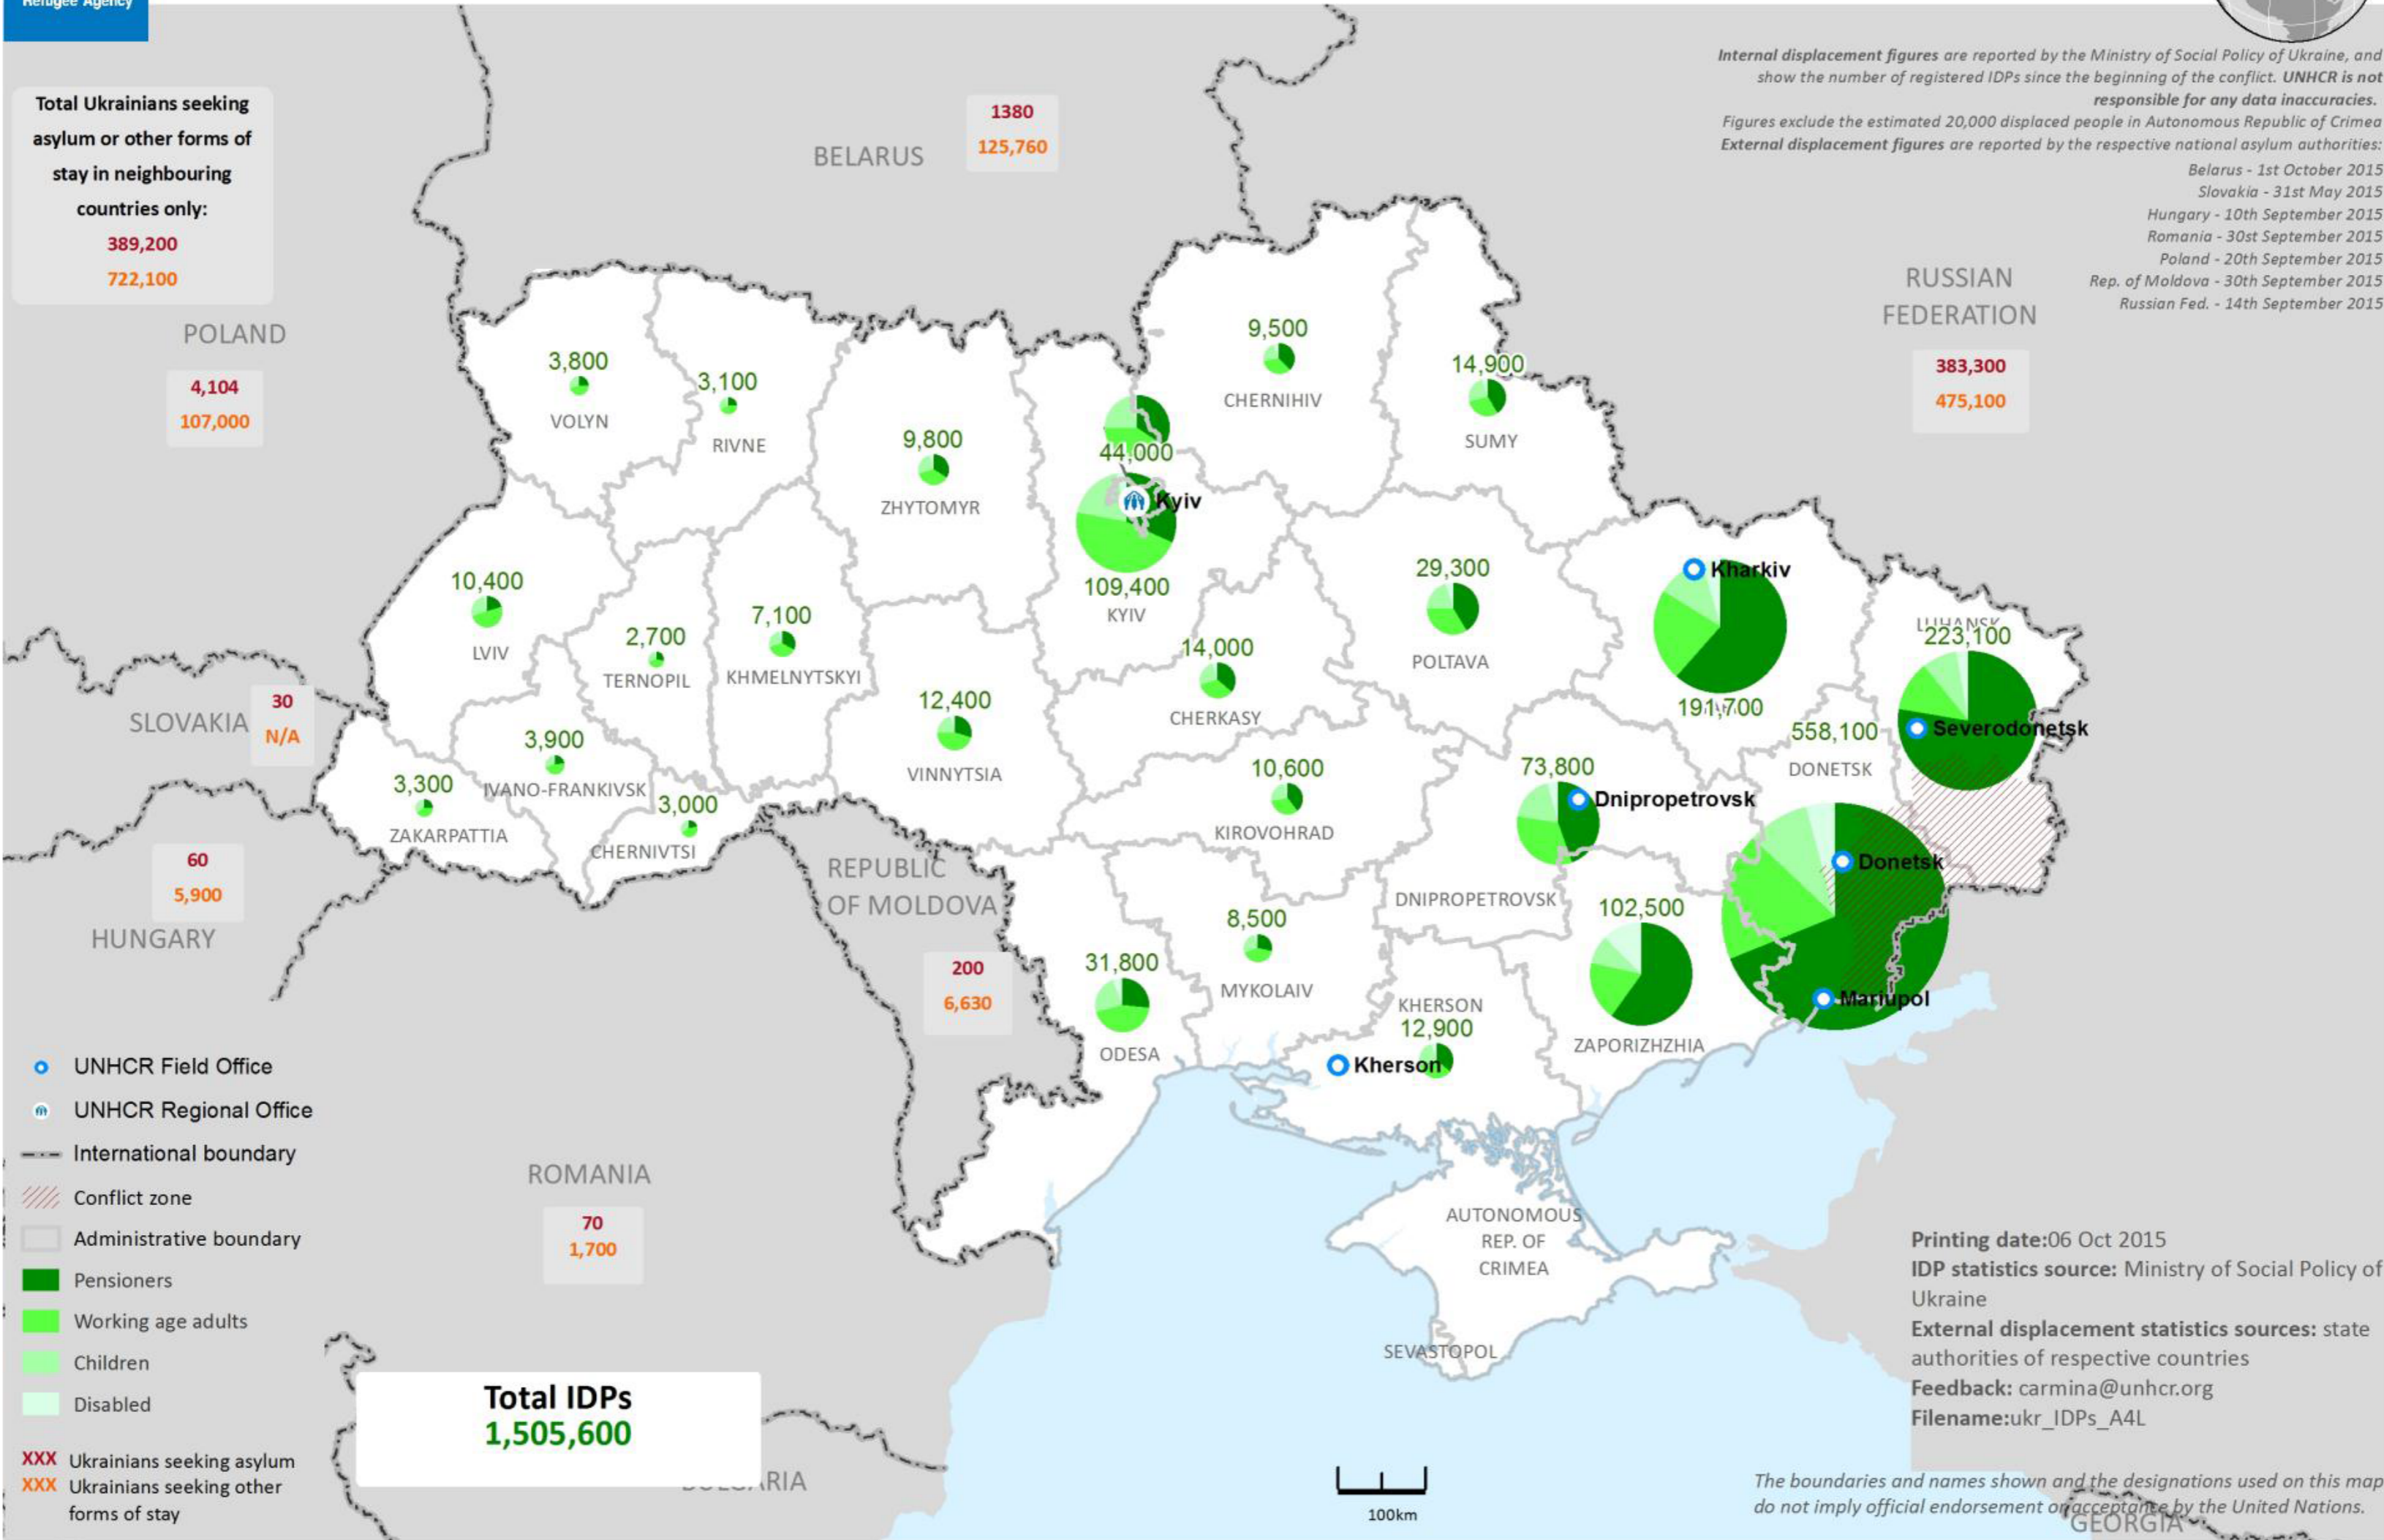 Refugee Agency
Total Ukrainians seeking
asylum or other forms of
stay in neighbouring
countries only:
389,200
722,100
Internal displacement figures are reported by the Ministry of Social Policy of Ukraine, and
show the number of registered IDPs since the beginning of the conflict. UNHCR is not
responsible for any data inaccuracies.
Figures exclude the estimated 20,000 displaced people in Autonomous Republic of Crimea
External displacement figures are reported by the respective national asylum authorities:
Belarus - 1st October 2015
Slovakia - 31st May 2015
Hungary - 10th September 2015
Romania - 30st September 2015
Poland - 20th September 2015
Rep. of Moldova - 30th September 2015
Russian Fed. - 14th September 2015
BELARUS
1380
125,760
RUSSIAN
FEDERATION
383,300
475,100
POLAND
4,104
107,000
3,800
VOLYN
3,100
RIVNE
9,800
ZHYTOMYR
44,000
Kyiv
109,400
KYIV
9,500
CHERNIHIV
14,900
SUMY
10,400
LVIV
2,700
TERNOPIL
7,100
KHMELNYTSKYI
12,400
VINNYTSIA
14,000
CHERKASY
29,300
POLTAVA
Kharkiv
191,700
LUHANSK
223,100
Severodonetsk
558,100
DONETSK
Donetsk
Mariupol
SLOVAKIA
30
N/A
3,900
IVANO-FRANKIVSK
3,300
ZAKARPATTIA
3,000
CHERNIVTSI
10,600
KIROVOHRAD
73,800
Dnipropetrovsk
DNIPROPETROVSK
102,500
ZAPORIZHZHIA
60
5,900
HUNGARY
REPUBLIC
OF MOLDOVA
200
6,630
31,800
ODESA
8,500
MYKOLAIV
KHERSON
12,900
Kherson
ROMANIA
70
1,700
AUTONOMOUS
REP. OF
CRIMEA
SEVASTOPOL
UNHCR Field Office
UNHCR Regional Office
International boundary
Conflict zone
Administrative boundary
Pensioners
Working age adults
Children
Disabled
XXX Ukrainians seeking asylum
XXX Ukrainians seeking other
forms of stay
Total IDPs
1,505,600
100km
Printing date:06 Oct 2015
IDP statistics source: Ministry of Social Policy of
Ukraine
External displacement statistics sources: state
authorities of respective countries
Feedback: carmina@unhcr.org
Filename:ukr_IDPs_A4L
The boundaries and names shown and the designations used on this map
do not imply official endorsement or acceptance by the United Nations.
GEORGIA